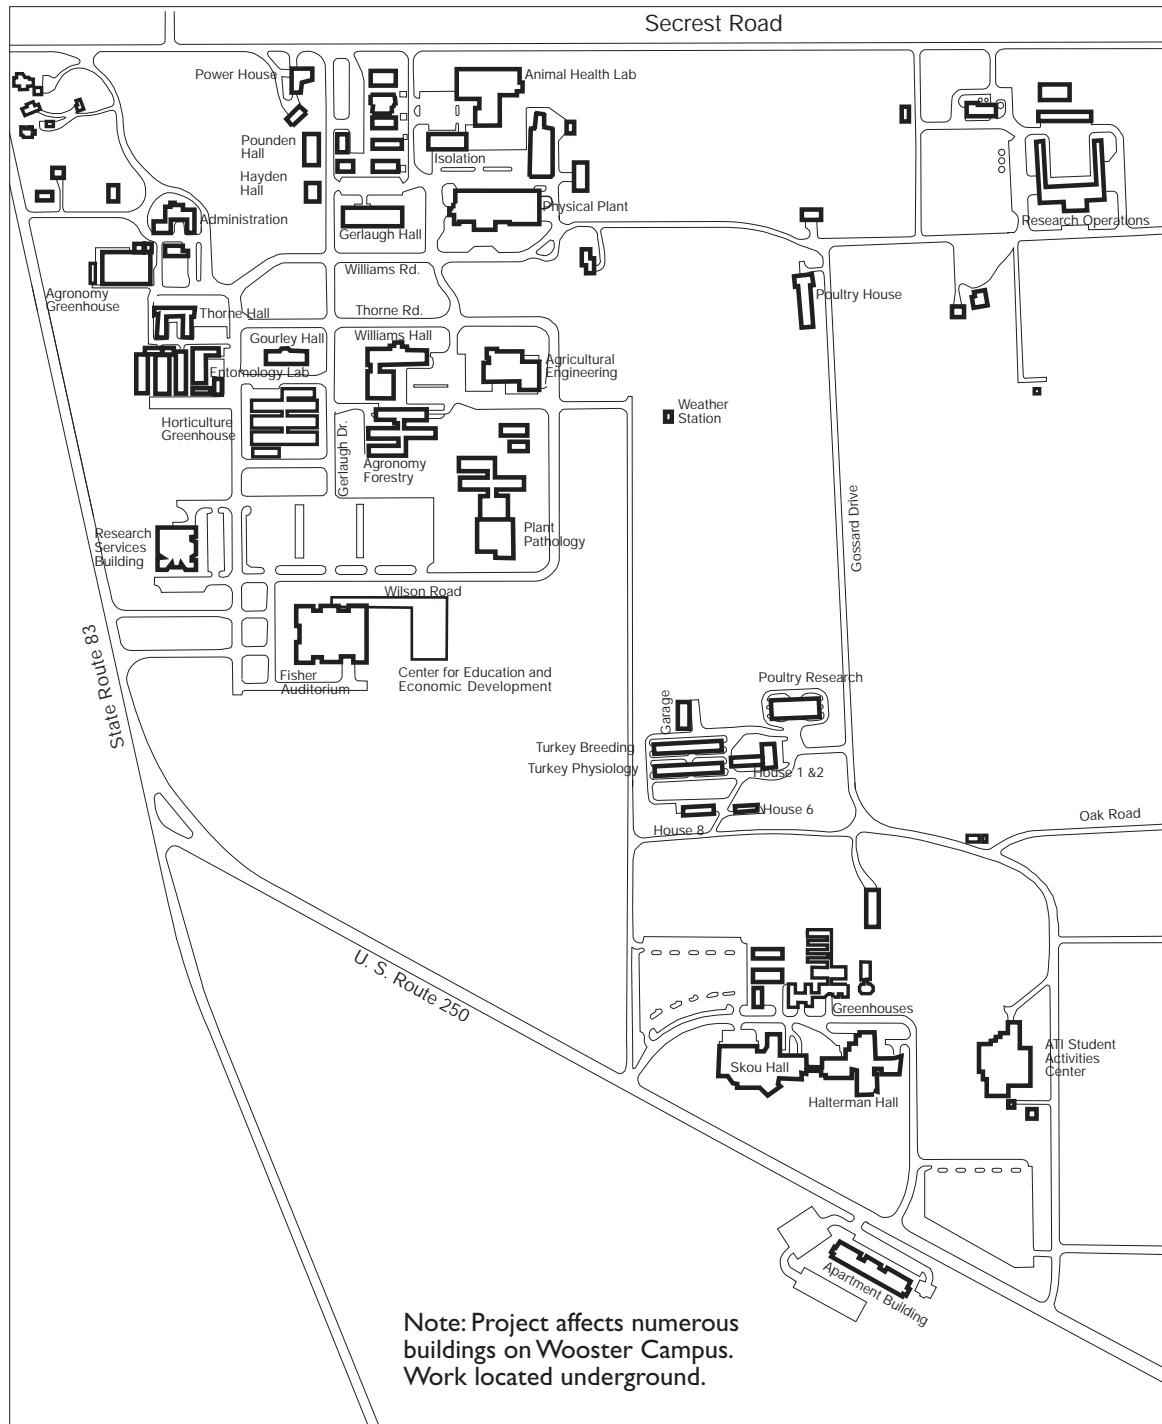 Secrest Road
Power House
Animal Health Lab
Pounden
Hall
Isolation
Hayden
Hall
Administration
Gerlaugh Hall
Physical Plant
Research Operations
Williams Rd.
Agronomy
Greenhouse
Poultry House
Thorne Hall
Thorne Rd.
Gourley Hall
Williams Hall
Entomology Lab
Agricultural
Engineering
Weather
Station
Horticulture
Greenhouse
Gerlaugh Dr.
Agronomy
Forestry
Gossard Drive
Research
Services
Building
Plant
Pathology
Wilson Road
State Route 83
Fisher
Auditorium
Center for Education and
Economic Development
Poultry Research
Garage
Turkey Breeding
Turkey Physiology
House 1 &2
House 6
House 8
Oak Road
U. S. Route 250
Greenhouses
Skou Hall
Halterman Hall
ATI Student
Activities
Center
Apartment Building
Note: Project affects numerous
buildings on Wooster Campus.
Work located underground.